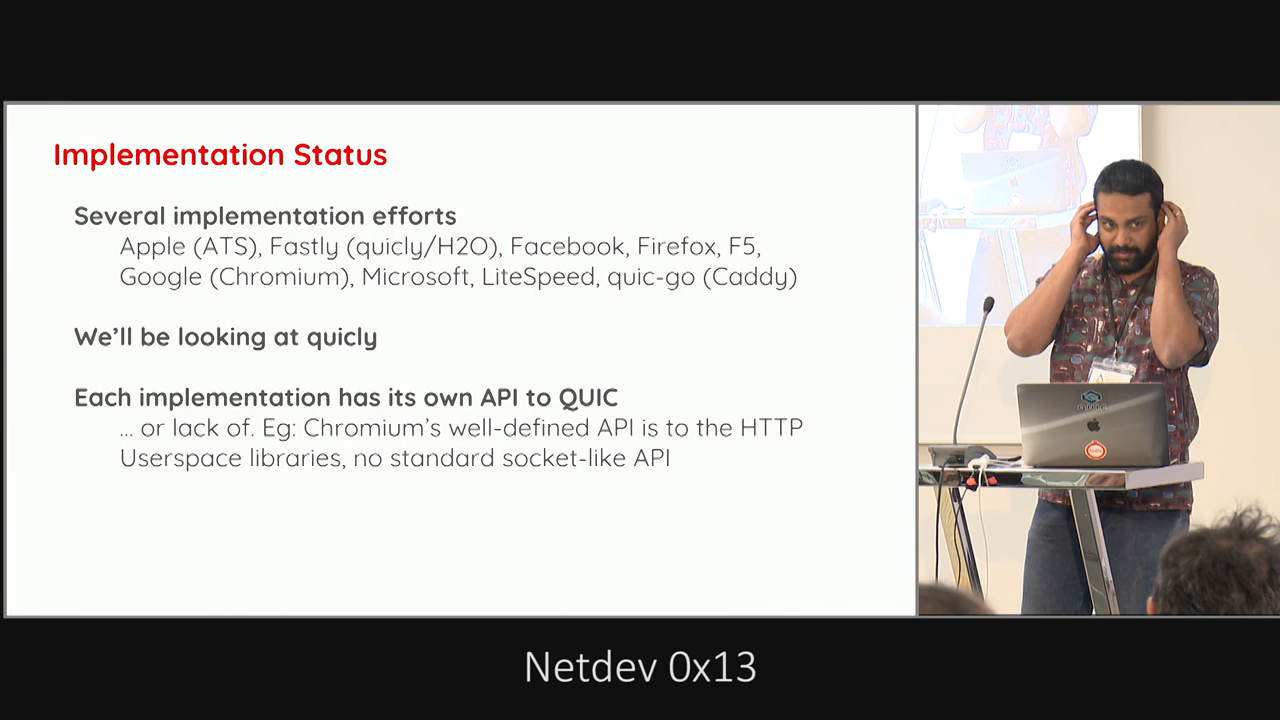 Implementation Status
Several implementation efforts
Apple (ATS), Fastly (quicly/H2O), Facebook, Firefox, F5,
Google (Chromium), Microsoft, LiteSpeed, quic-go (Caddy)
We'll be looking at quicly
Each implementation has its own API to QUIC
... or lack of. Eg: Chromium's well-defined API is to the HTTP
Userspace libraries, no standard socket-like API
Netdev 0x13